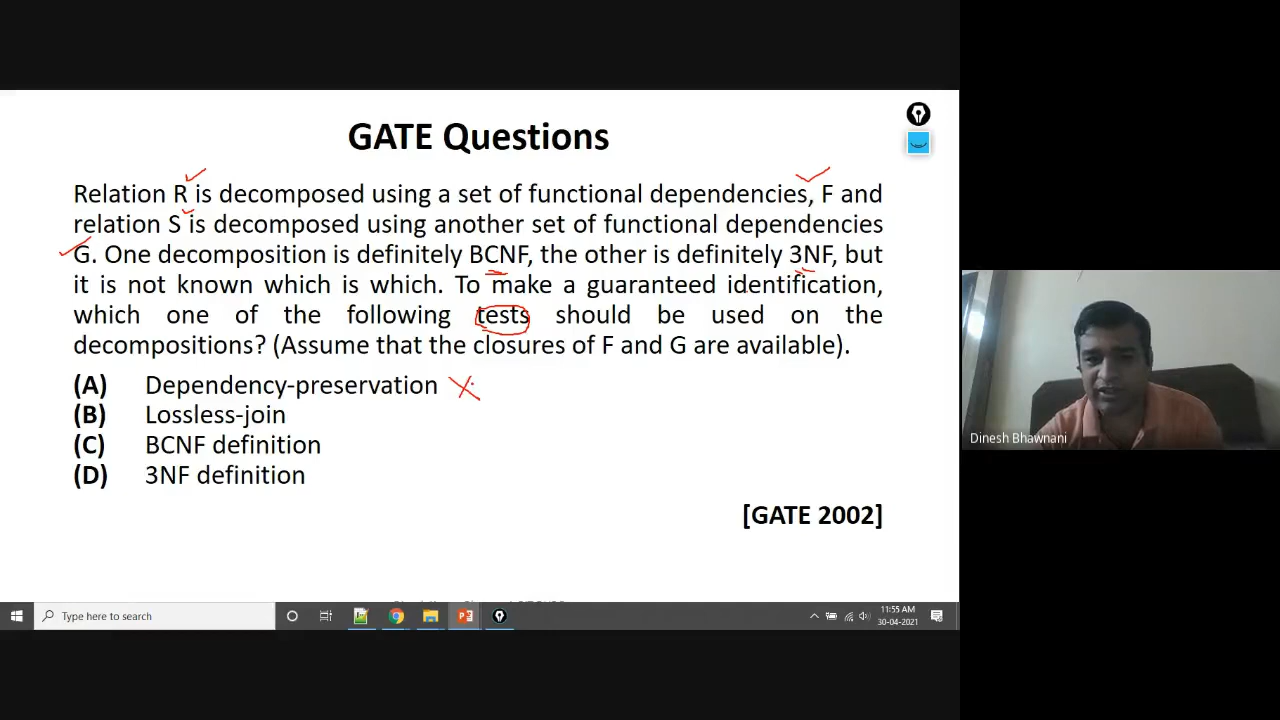 GATE Questions
Relation R is decomposed using a set of functional dependencies, F and
relation S is decomposed using another set of functional dependencies
G. One decomposition is definitely BCNF, the other is definitely 3NF, but
it is not known which is which. To make a guaranteed identification,
which one of the following tests should be used on the
decompositions? (Assume that the closures of F and G are available).
(A) Dependency-preservation
(B) Lossless-join
(C) BCNF definition
(D) 3NF definition
[GATE 2002]
Dinesh Bhawnani
Type here to search
11:55 AM
30-04-2021